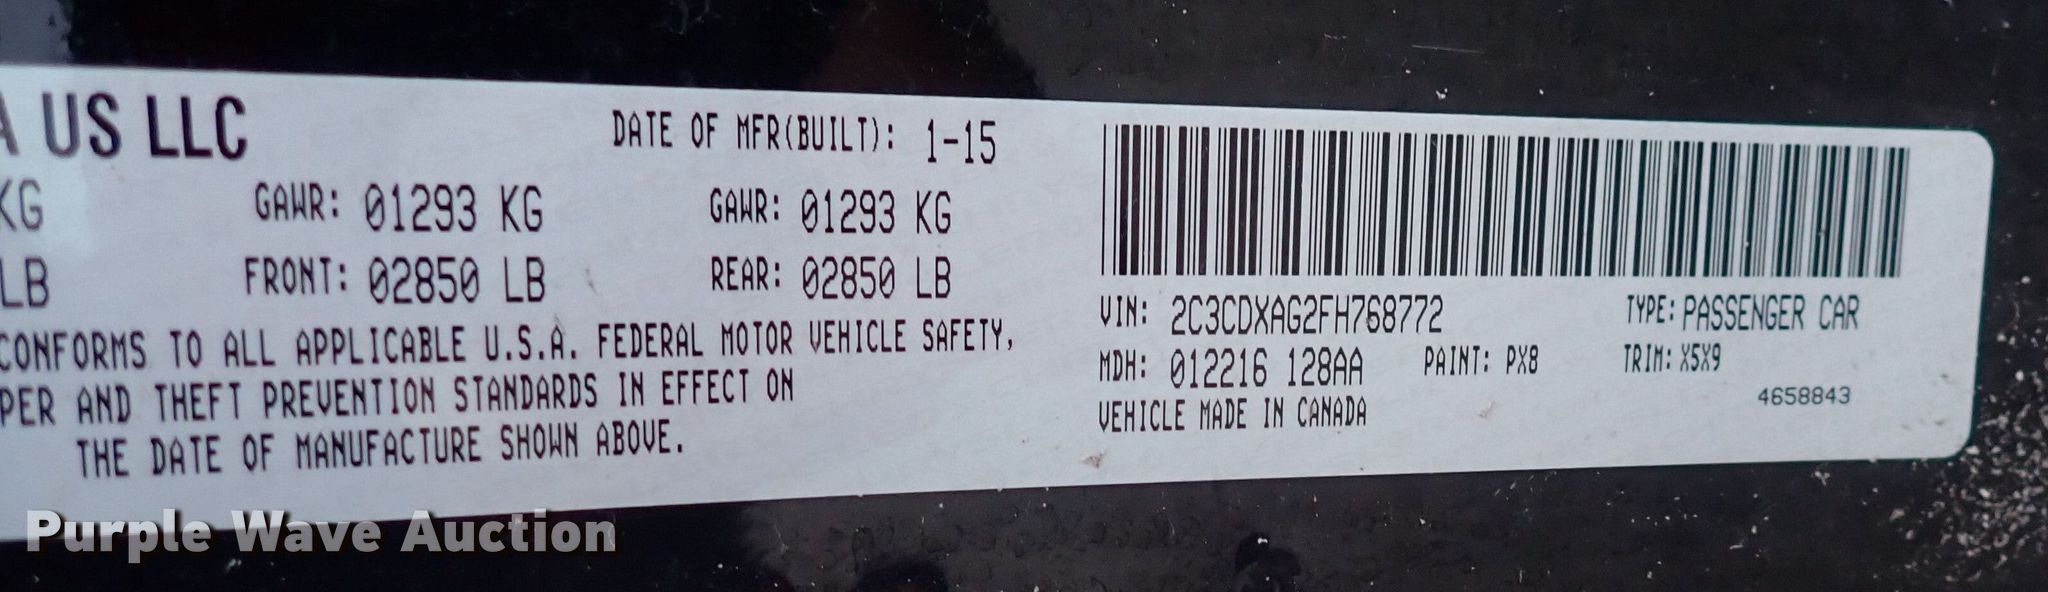 A US LLC
DATE OF MFR(BUILT): 1-15
KG GAWR: 01293 KG GAWR: 01293 KG
LB FRONT: 02850 LB REAR: 02850 LB
CONFORMS TO ALL APPLICABLE U.S.A. FEDERAL MOTOR VEHICLE SAFETY,
PER AND THEFT PREVENTION STANDARDS IN EFFECT ON
THE DATE OF MANUFACTURE SHOWN ABOVE.
VIN: 2C3CDXAG2FH768772 TYPE: PASSENGER CAR
MDH: 012216 128AA PAINT: PX8 TRIM: X5X9
VEHICLE MADE IN CANADA 4658843
Purple Wave Auction